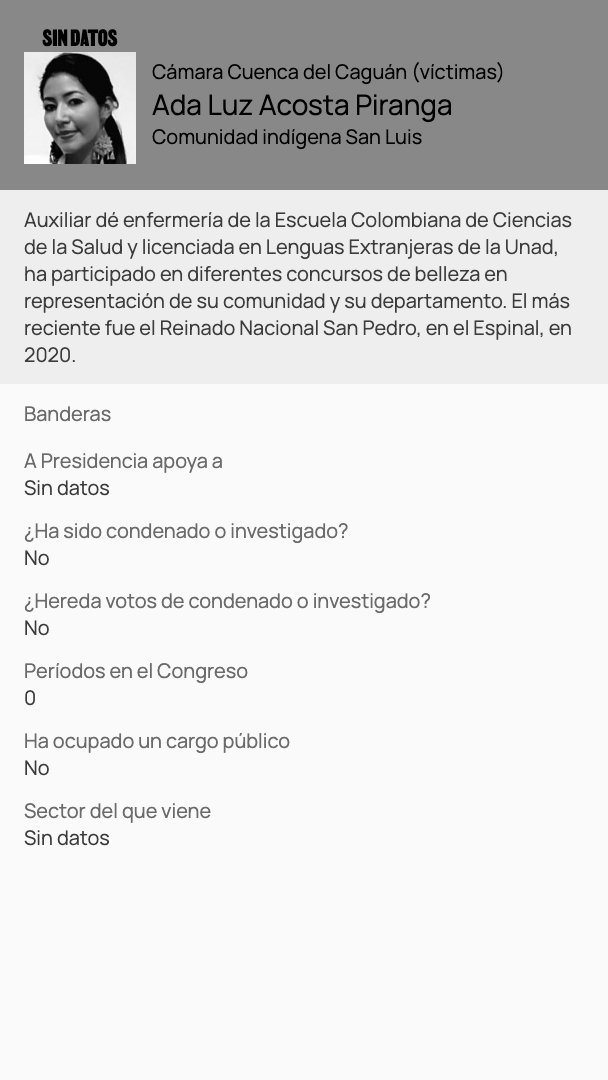 SIN DATOS
Cámara Cuenca del Caguán (víctimas)
Ada Luz Acosta Piranga
Comunidad indígena San Luis
Auxiliar dé enfermería de la Escuela Colombiana de Ciencias
de la Salud y licenciada en Lenguas Extranjeras de la Unad,
ha participado en diferentes concursos de belleza en
representación de su comunidad y su departamento. El más
reciente fue el Reinado Nacional San Pedro, en el Espinal, en
2020.
Banderas
A Presidencia apoya a
Sin datos
¿Ha sido condenado o investigado?
No
¿Hereda votos de condenado o investigado?
No
Períodos en el Congreso
0
Ha ocupado un cargo público
No
Sector del que viene
Sin datos